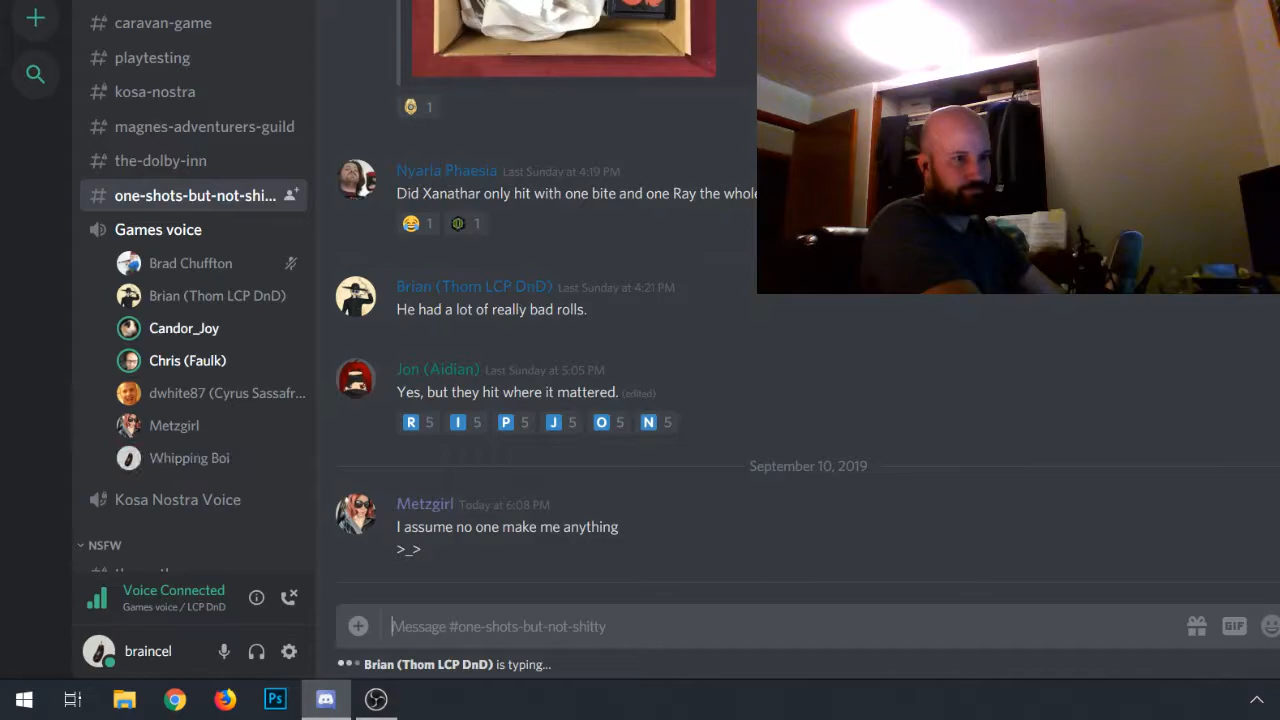 caravan-game
playtesting
kosa-nostra
magnes-adventurers-guild
the-dolby-inn
one-shots-but-not-shi...
Games voice
Brad Chuffton
Brian (Thom LCP DnD)
Candor_Joy
Chris (Faulk)
dwhite87 (Cyrus Sassafr...
Metzgirl
Whipping Boi
Kosa Nostra Voice
NSFW
Voice Connected
Games voice / LCP DnD
braincel
1
Nyarla Phaesia Last Sunday at 4:19 PM
Did Xanathar only hit with one bite and one Ray the whole
1 1
Brian (Thom LCP DnD) Last Sunday at 4:21 PM
He had a lot of really bad rolls.
Jon (Aidian) Last Sunday at 5:05 PM
Yes, but they hit where it mattered. (edited)
R 5 I 5 P 5 J 5 O 5 N 5
September 10, 2019
Metzgirl Today at 6:08 PM
I assume no one make me anything
>_>
Message #one-shots-but-not-shitty
GIF
Brian (Thom LCP DnD) is typing...
Ps